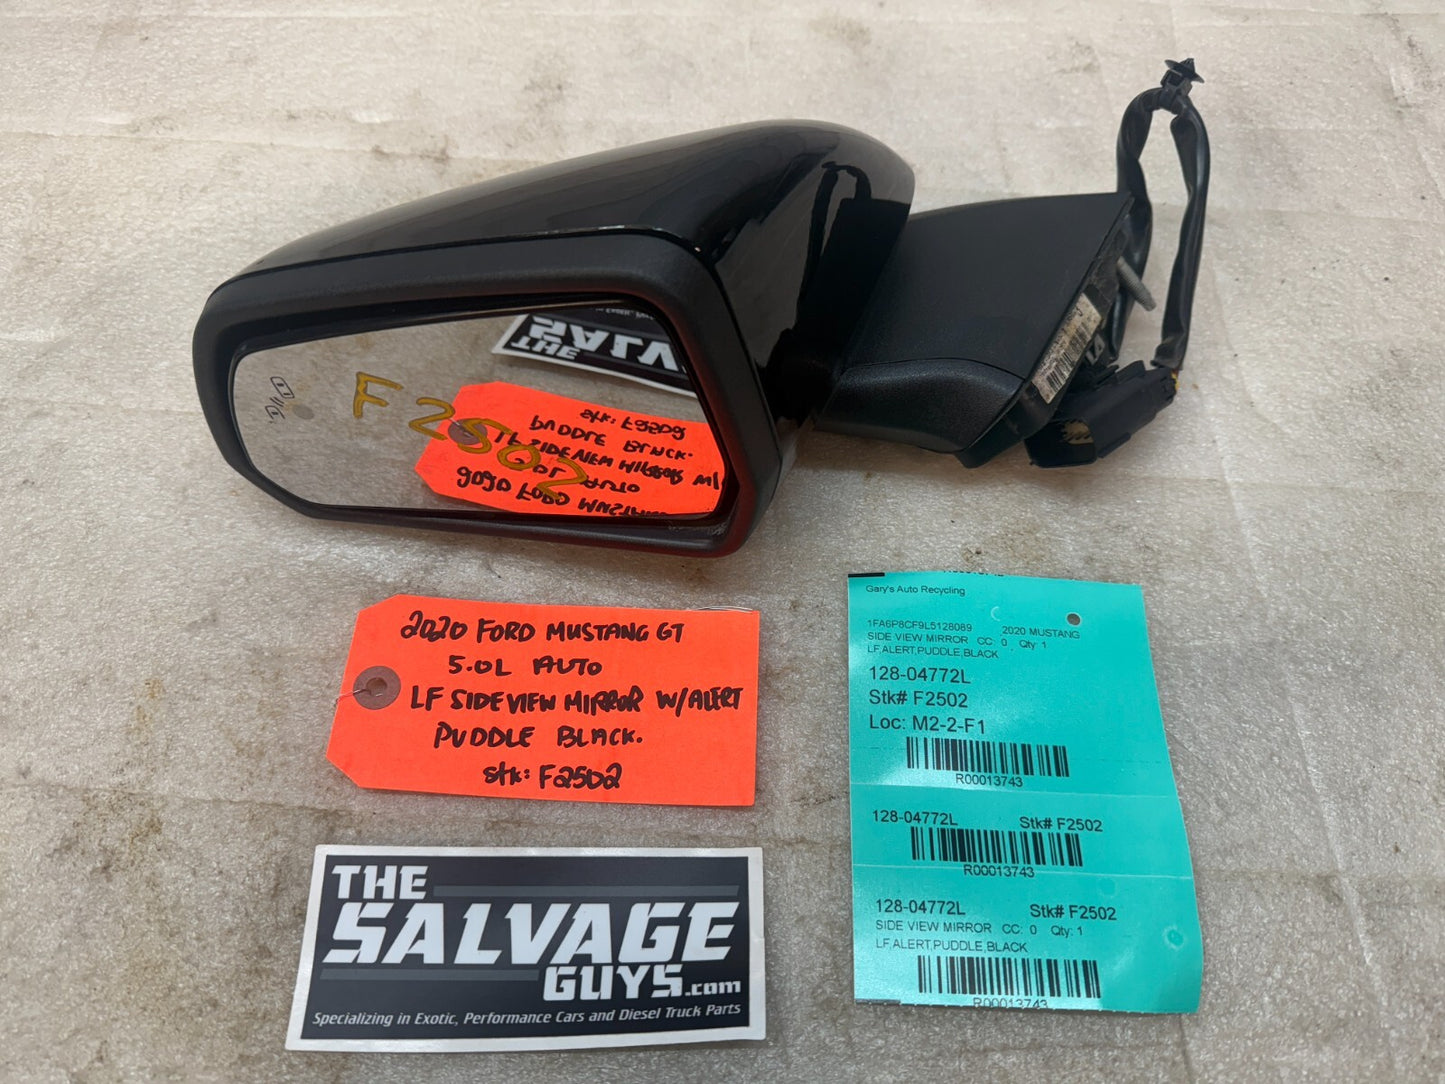 F2502
2020 FORD MUSTANG GT
5.0L AUTO
LF SIDEVIEW MIRROR W/ALERT
PUDDLE BLACK.
stk: F2502
THE
SALVAGE
GUYS.com
Specializing in Exotic, Performance Cars and Diesel Truck Parts
Gary's Auto Recycling
1FA6P8CF9L5128089 2020 MUSTANG
SIDE VIEW MIRROR CC: 0 Qty: 1
LF,ALERT,PUDDLE,BLACK
128-04772L
Stk# F2502
Loc: M2-2-F1
R00013743
128-04772L Stk# F2502
R00013743
128-04772L Stk# F2502
SIDE VIEW MIRROR CC: 0 Qty: 1
LF,ALERT,PUDDLE,BLACK
R00013743